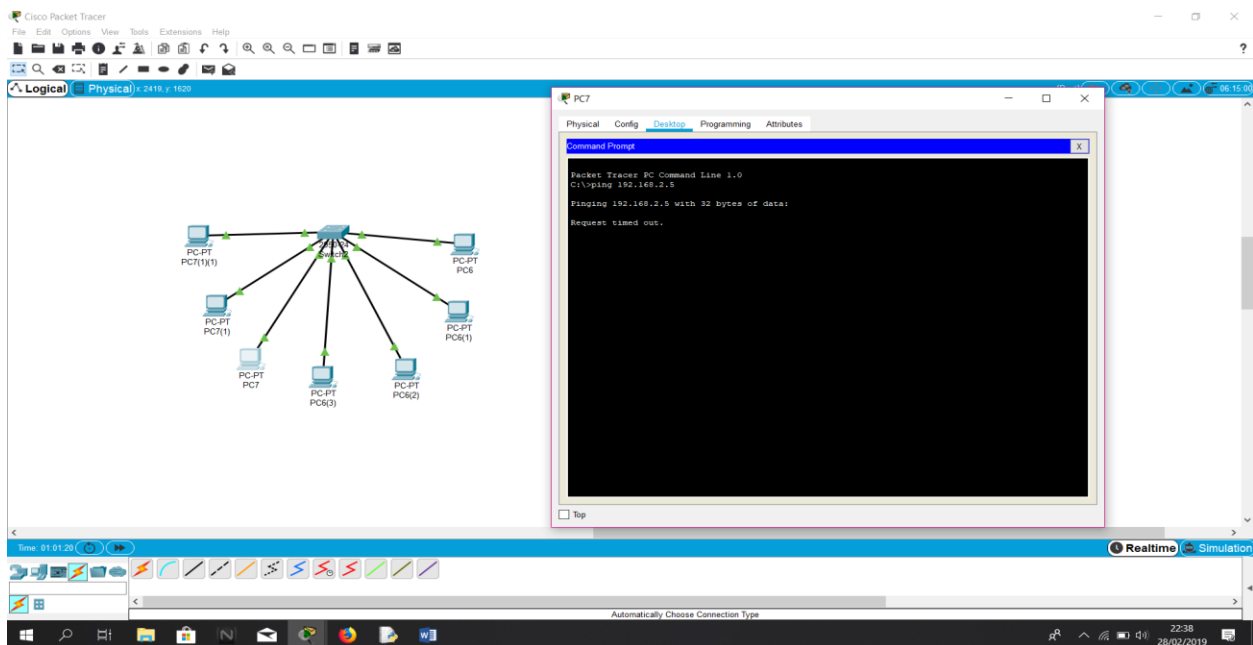 Cisco Packet Tracer
File Edit Options View Tools Extensions Help
?
Logical Physical x: 2419, y: 1620
06:15:00
PC7
Physical Config Desktop Programming Attributes
Command Prompt
X
Packet Tracer PC Command Line 1.0
C:\>ping 192.168.2.5
Pinging 192.168.2.5 with 32 bytes of data:
Request timed out.
Top
Switch2
PC-PT
PC7(1)(1)
PC-PT
PC6
PC-PT
PC7(1)
PC-PT
PC6(1)
PC-PT
PC7
PC-PT
PC6(3)
PC-PT
PC6(2)
Time: 01:01:20
Realtime Simulation
Automatically Choose Connection Type
22:38
28/02/2019